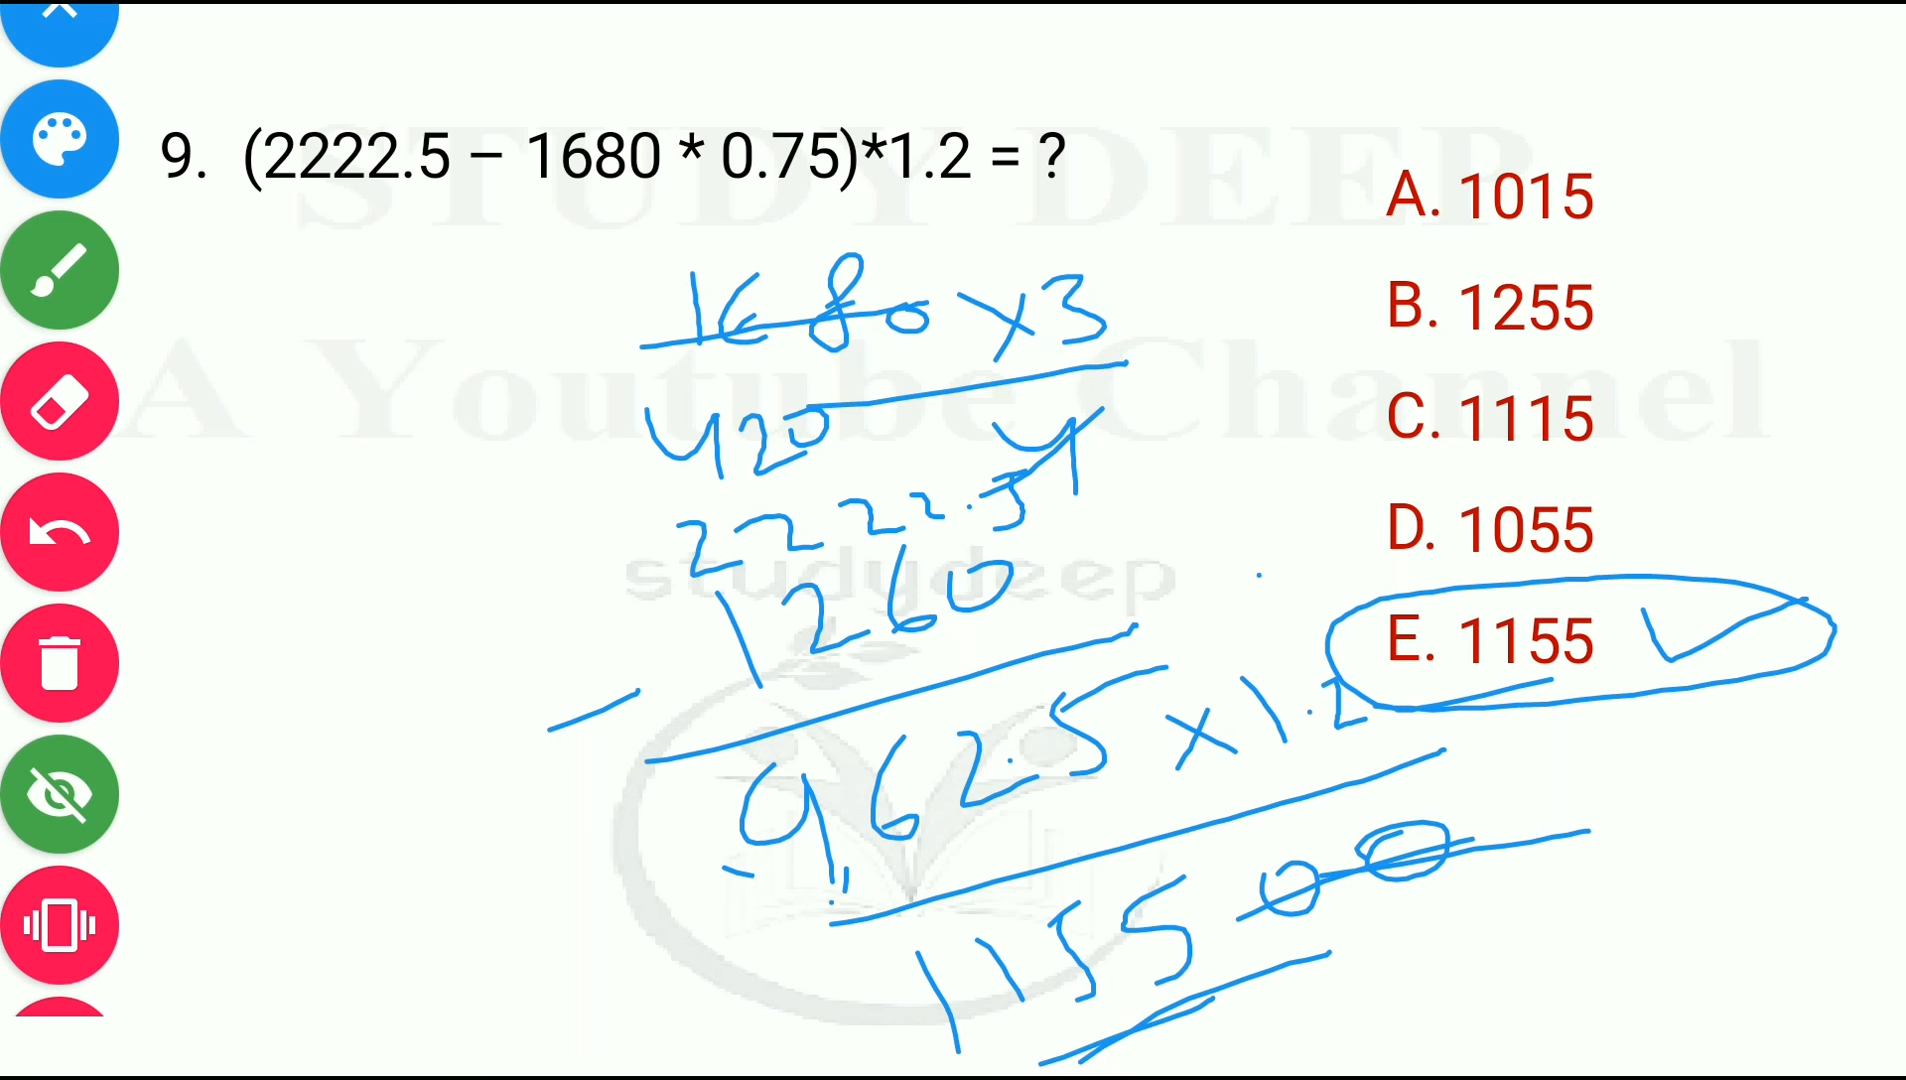 STUDY DEEP
A Youtube Channel
studydeep
9. (2222.5 – 1680 * 0.75)*1.2 = ?
A. 1015
B. 1255
C. 1115
D. 1055
E. 1155
1680 x 3
420 4
2222.5
1260
962.5 x 1.2
115500